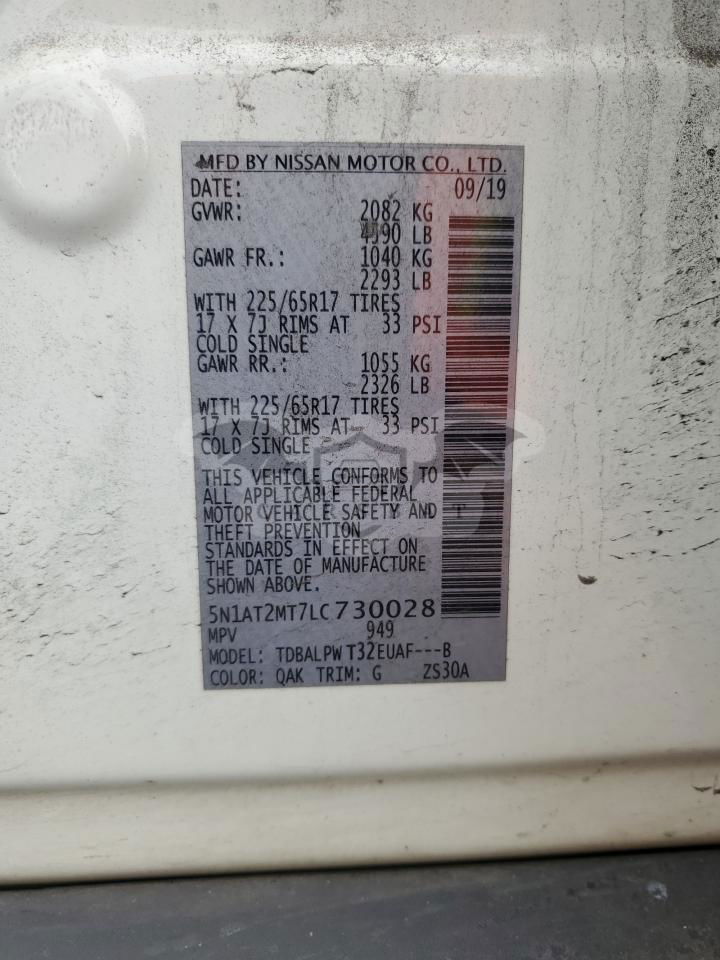 MFD BY NISSAN MOTOR CO., LTD.
DATE: 09/19
GVWR: 2082 KG
4590 LB
GAWR FR.: 1040 KG
2293 LB
WITH 225/65R17 TIRES
17 X 7J RIMS AT 33 PSI
COLD SINGLE
GAWR RR.: 1055 KG
2326 LB
WITH 225/65R17 TIRES
17 X 7J RIMS AT 33 PSI
COLD SINGLE
THIS VEHICLE CONFORMS TO
ALL APPLICABLE FEDERAL
MOTOR VEHICLE SAFETY AND
THEFT PREVENTION
STANDARDS IN EFFECT ON
THE DATE OF MANUFACTURE
SHOWN ABOVE.
5N1AT2MT7LC730028
MPV 949
MODEL: TDBALPW T32EUAF---B
COLOR: QAK TRIM: G ZS30A